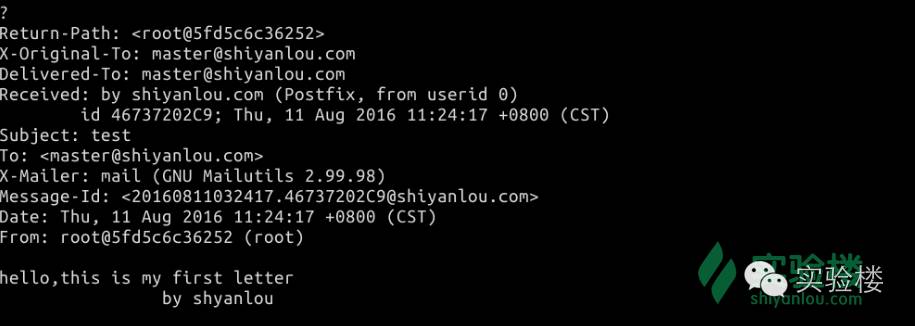 ?
Return-Path: <root@5fd5c6c36252>
X-Original-To: master@shiyanlou.com
Delivered-To: master@shiyanlou.com
Received: by shiyanlou.com (Postfix, from userid 0)
        id 46737202C9; Thu, 11 Aug 2016 11:24:17 +0800 (CST)
Subject: test
To: <master@shiyanlou.com>
X-Mailer: mail (GNU Mailutils 2.99.98)
Message-Id: <20160811032417.46737202C9@shiyanlou.com>
Date: Thu, 11 Aug 2016 11:24:17 +0800 (CST)
From: root@5fd5c6c36252 (root)

hello,this is my first letter
                by shyanlou
实验楼
shiyanlou.com
实验楼